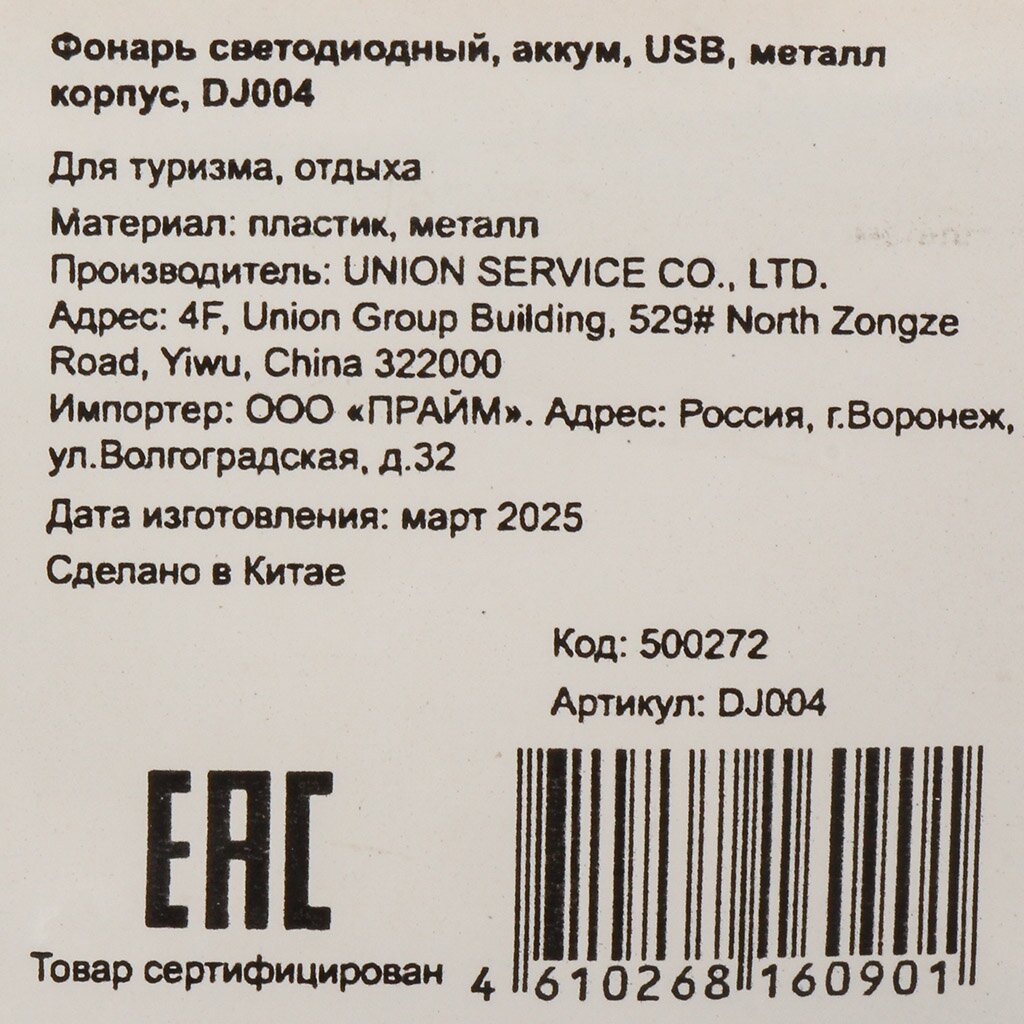 Фонарь светодиодный, аккум, USB, металл
корпус, DJ004
Для туризма, отдыха
Материал: пластик, металл
Производитель: UNION SERVICE CO., LTD.
Адрес: 4F, Union Group Building, 529# North Zongze
Road, Yiwu, China 322000
Импортер: ООО «ПРАЙМ». Адрес: Россия, г.Воронеж,
ул.Волгоградская, д.32
Дата изготовления: март 2025
Сделано в Китае
Код: 500272
Артикул: DJ004
EAC
Товар сертифицирован
4 610268 160901